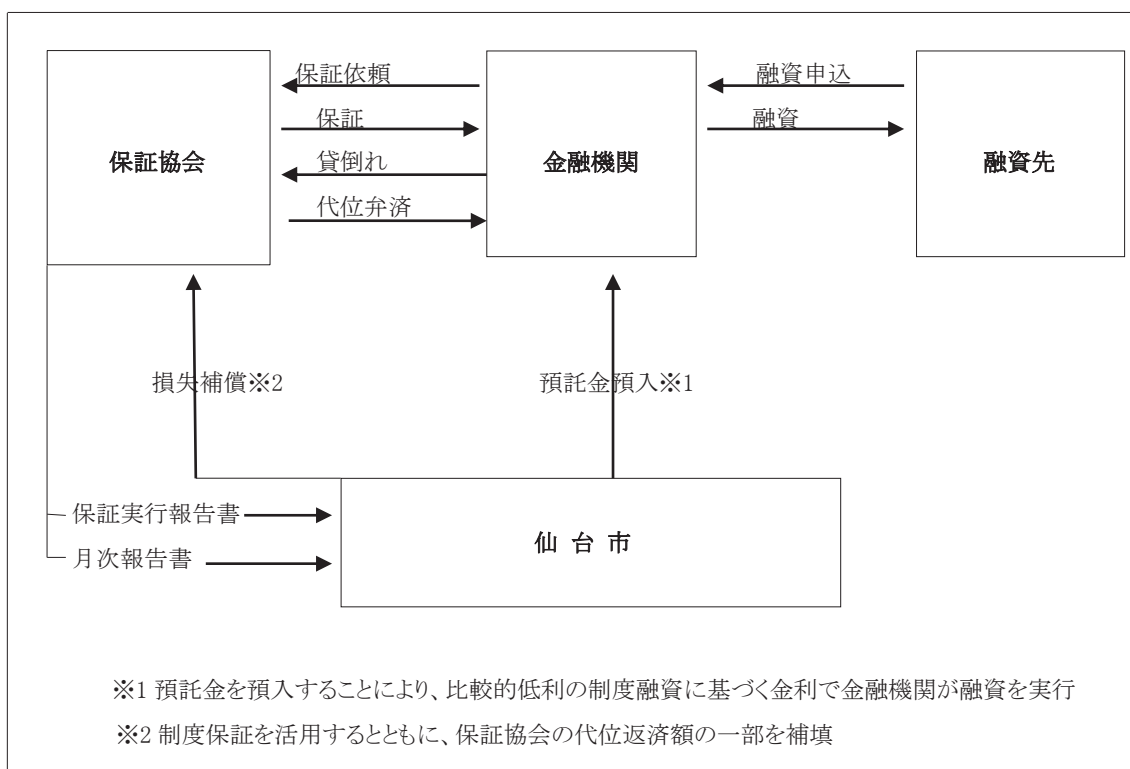 保証依頼
融資申込
保証
融資
保証協会
金融機関
融資先
貸倒れ
代位弁済
損失補償※2
預託金預入※1
保証実行報告書
仙台市
月次報告書
※1 預託金を預入することにより、比較的低利の制度融資に基づく金利で金融機関が融資を実行
※2 制度保証を活用するとともに、保証協会の代位返済額の一部を補填